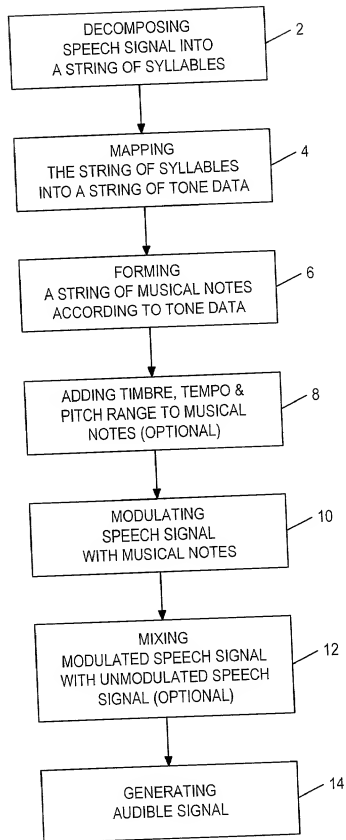 DECOMPOSING
SPEECH SIGNAL INTO
A STRING OF SYLLABLES
2
MAPPING
THE STRING OF SYLLABLES
INTO A STRING OF TONE DATA
4
FORMING
A STRING OF MUSICAL NOTES
ACCORDING TO TONE DATA
6
ADDING TIMBRE, TEMPO &
PITCH RANGE TO MUSICAL
NOTES (OPTIONAL)
8
MODULATING
SPEECH SIGNAL
WITH MUSICAL NOTES
10
MIXING
MODULATED SPEECH SIGNAL
WITH UNMODULATED SPEECH
SIGNAL (OPTIONAL)
12
GENERATING
AUDIBLE SIGNAL
14